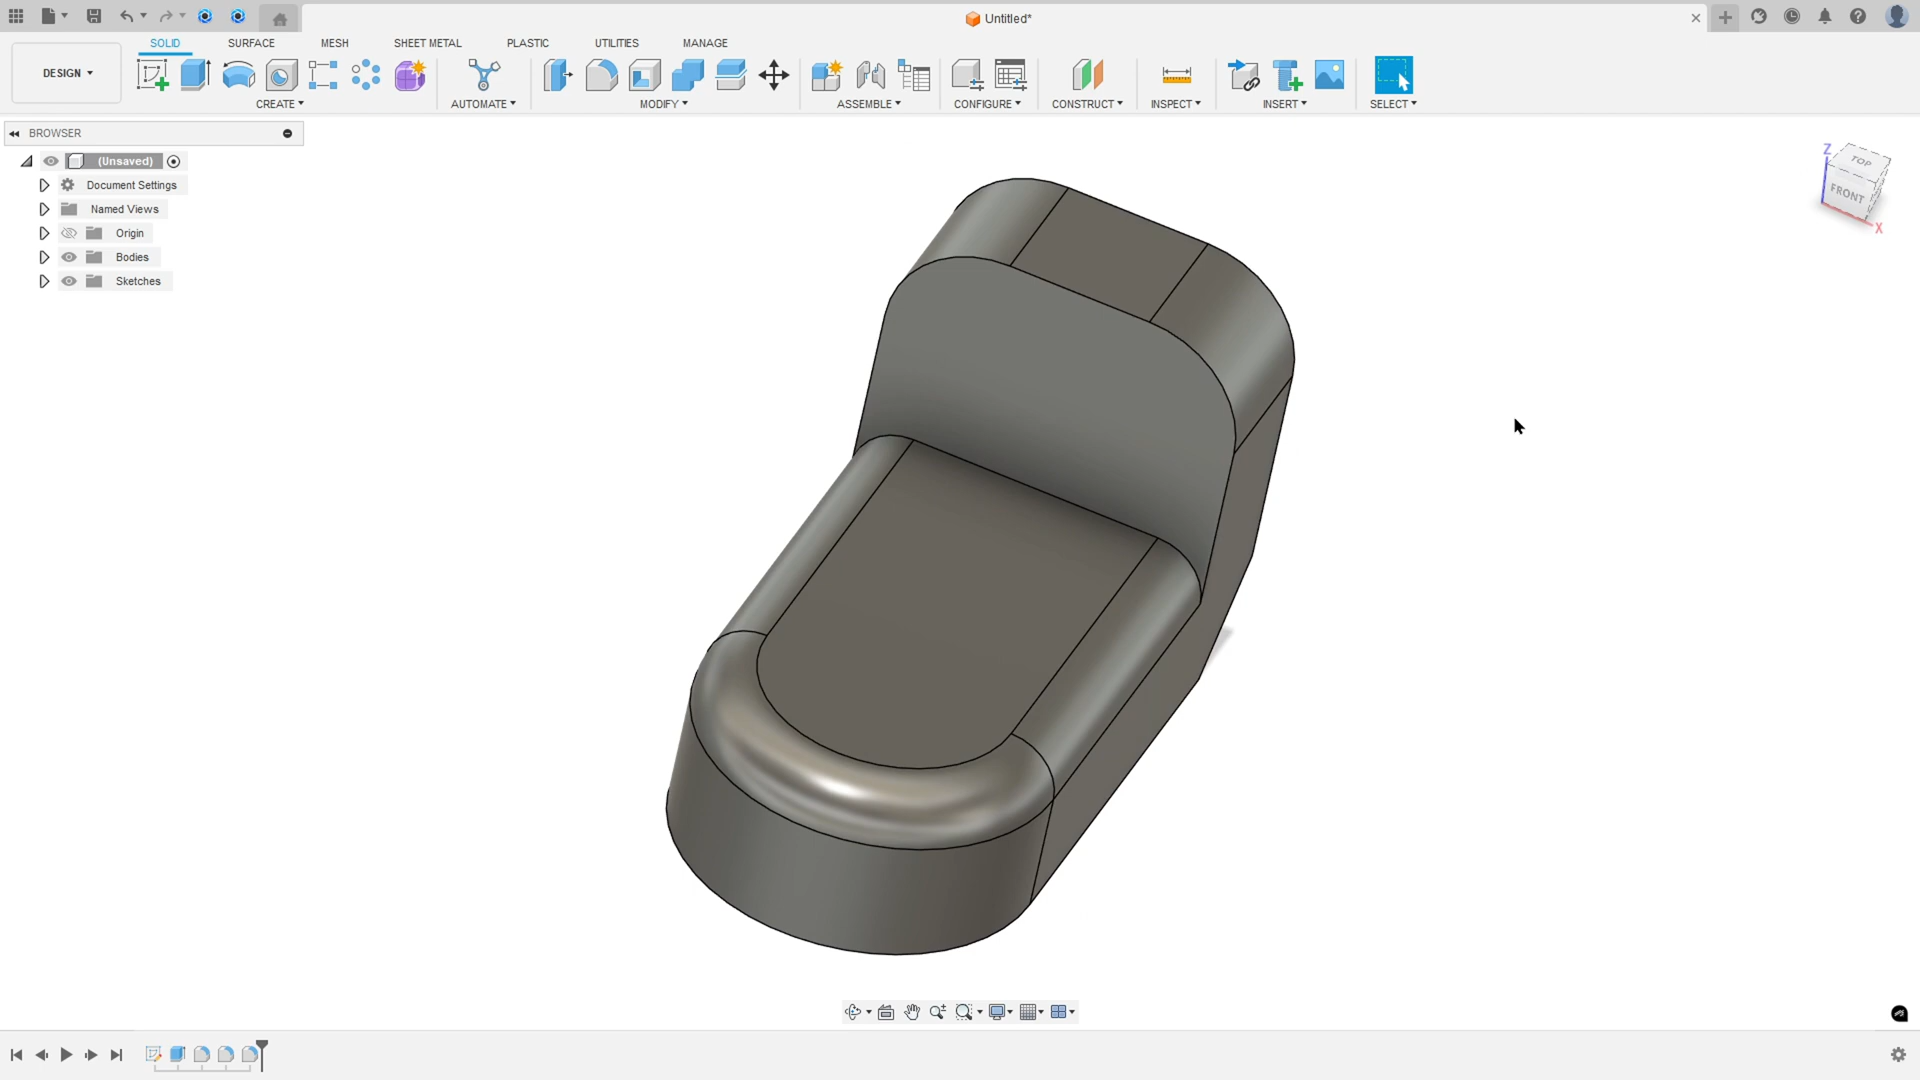 Untitled*
SOLID SURFACE MESH SHEET METAL PLASTIC UTILITIES MANAGE
DESIGN
CREATE AUTOMATE MODIFY ASSEMBLE CONFIGURE CONSTRUCT INSPECT INSERT SELECT
BROWSER
(Unsaved)
Document Settings
Named Views
Origin
Bodies
Sketches
Z
TOP
FRONT
X